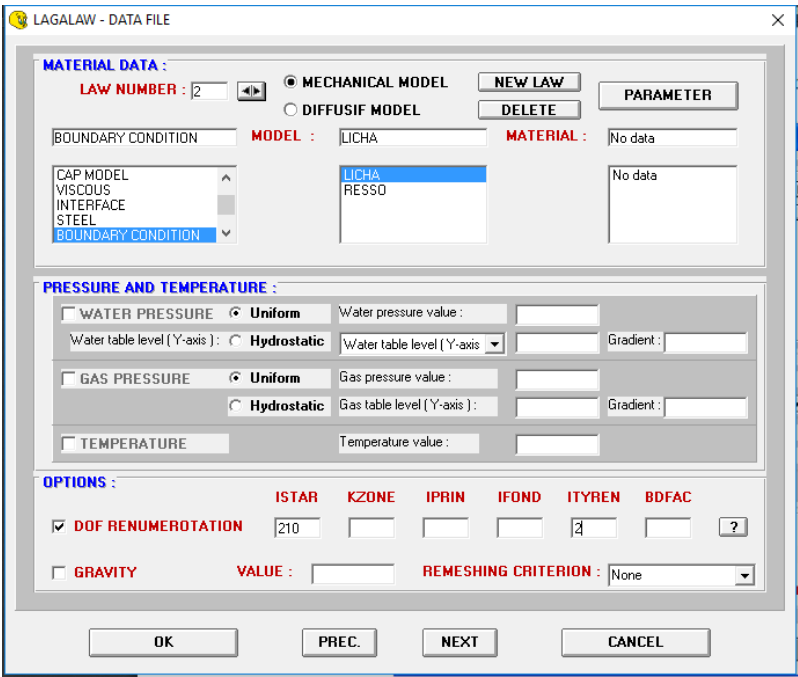 LAGALAW - DATA FILE
MATERIAL DATA :
LAW NUMBER : 2
MECHANICAL MODEL
NEW LAW
PARAMETER
DIFFUSIF MODEL
DELETE
BOUNDARY CONDITION MODEL : LICHA MATERIAL : No data
CAP MODEL
VISCOUS
INTERFACE
STEEL
BOUNDARY CONDITION
LICHA
RESSO
No data
PRESSURE AND TEMPERATURE :
WATER PRESSURE Uniform Water pressure value :
Water table level ( Y-axis ) : Hydrostatic Water table level ( Y-axis Gradient :
GAS PRESSURE Uniform Gas pressure value :
Hydrostatic Gas table level ( Y-axis ) : Gradient :
TEMPERATURE Temperature value :
OPTIONS :
ISTAR KZONE IPRIN IFOND ITYREN BDFAC
DOF RENUMEROTATION 210 2 ?
GRAVITY VALUE : REMESHING CRITERION : None
OK PREC. NEXT CANCEL